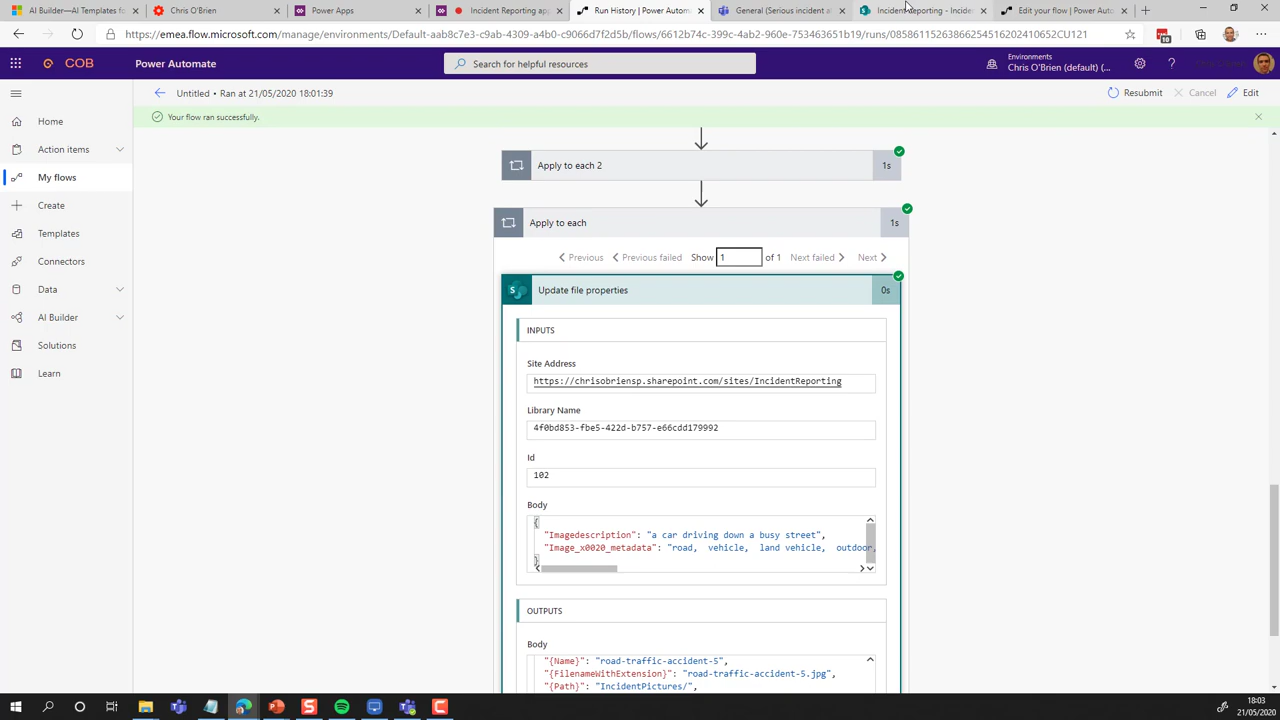 AI Builder—AI Templates fo
Chris O'Brien
Power Apps
Incident Reporting app
Run History | Power Automa
General (Serious incident a
Incident Reporting - Incide
Edit your flow | Power Auto
https://emea.flow.microsoft.com/manage/environments/Default-aab8c7e3-c9ab-4309-a4b0-c9066d7f2d5b/flows/6612b74c-399c-4ab2-960e-753463651b19/runs/08586115263866254516202410652CU121
10
COB
Power Automate
Search for helpful resources
Environments
Chris O'Brien (default) (...
Untitled • Ran at 21/05/2020 18:01:39
Resubmit
Cancel
Edit
Your flow ran successfully.
Home
Action items
My flows
Create
Templates
Connectors
Data
AI Builder
Solutions
Learn
Apply to each 2
1s
Apply to each
1s
Previous
Previous failed
Show
1
of 1
Next failed
Next
Update file properties
0s
INPUTS
Site Address
https://chrisobriensp.sharepoint.com/sites/IncidentReporting
Library Name
4f0bd853-fbe5-422d-b757-e66cdd179992
Id
102
Body
{
"Imagedescription": "a car driving down a busy street",
"Image_x0020_metadata": "road,  vehicle,  land vehicle,  outdoor,
}
OUTPUTS
Body
"{Name}": "road-traffic-accident-5",
"{FilenameWithExtension}": "road-traffic-accident-5.jpg",
"{Path}": "IncidentPictures/",
18:03
21/05/2020